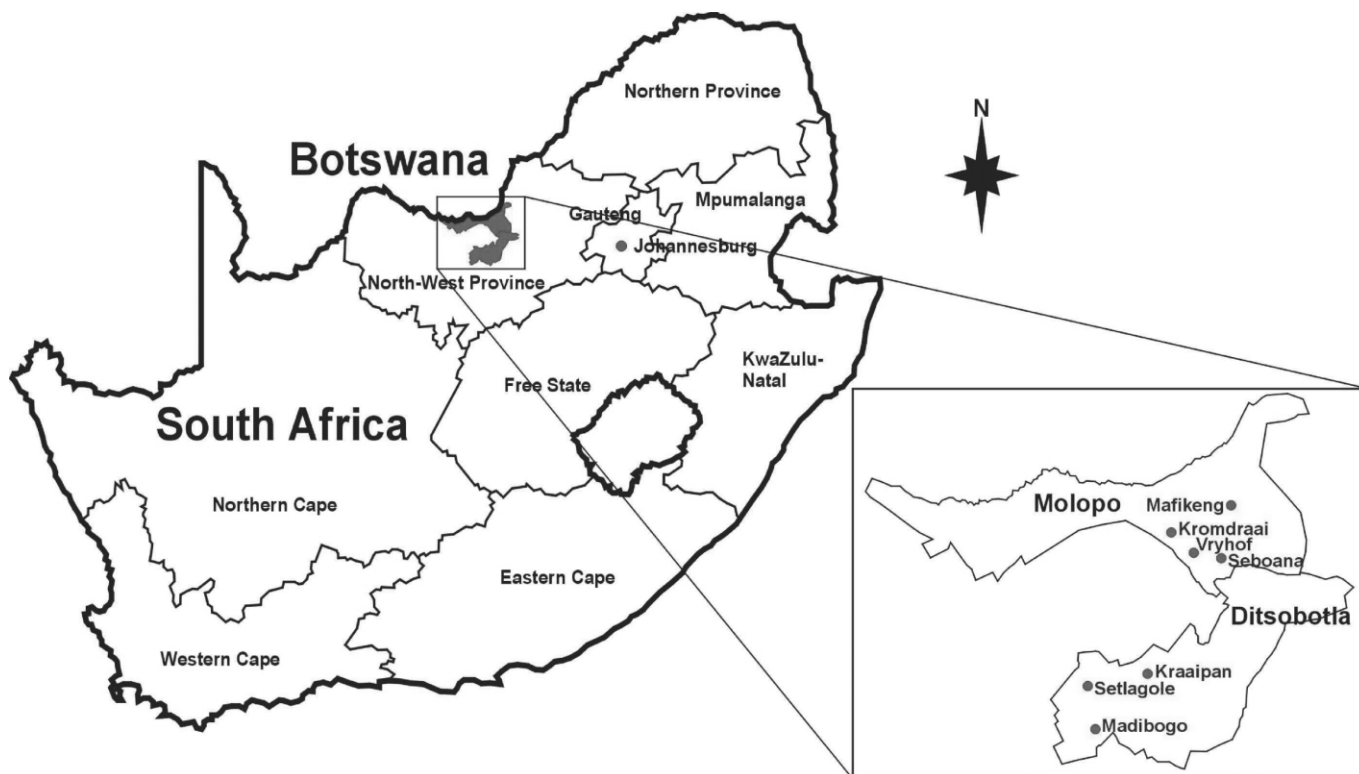 Northern Province
N
Botswana
Mpumalanga
Gauteng
Johannesburg
North-West Province
KwaZulu-
Natal
Free State
South Africa
Northern Cape
Eastern Cape
Western Cape
Molopo
Mafikeng
Kromdraai
Vryhof
Seboana
Ditsobotla
Kraaipan
Setlagole
Madibogo